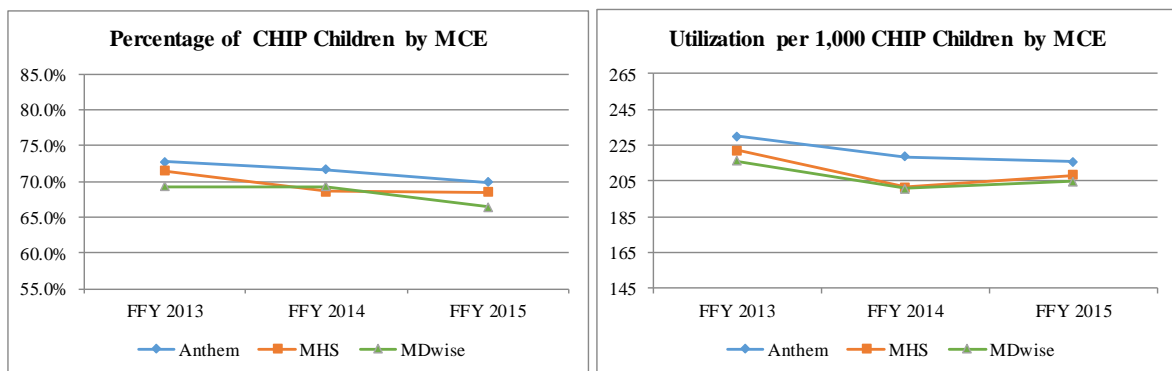 Percentage of CHIP Children by MCE
85.0%
80.0%
75.0%
70.0%
65.0%
60.0%
55.0%
FFY 2013 FFY 2014 FFY 2015
Anthem MHS MDwise
Utilization per 1,000 CHIP Children by MCE
265
245
225
205
185
165
145
FFY 2013 FFY 2014 FFY 2015
Anthem MHS MDwise